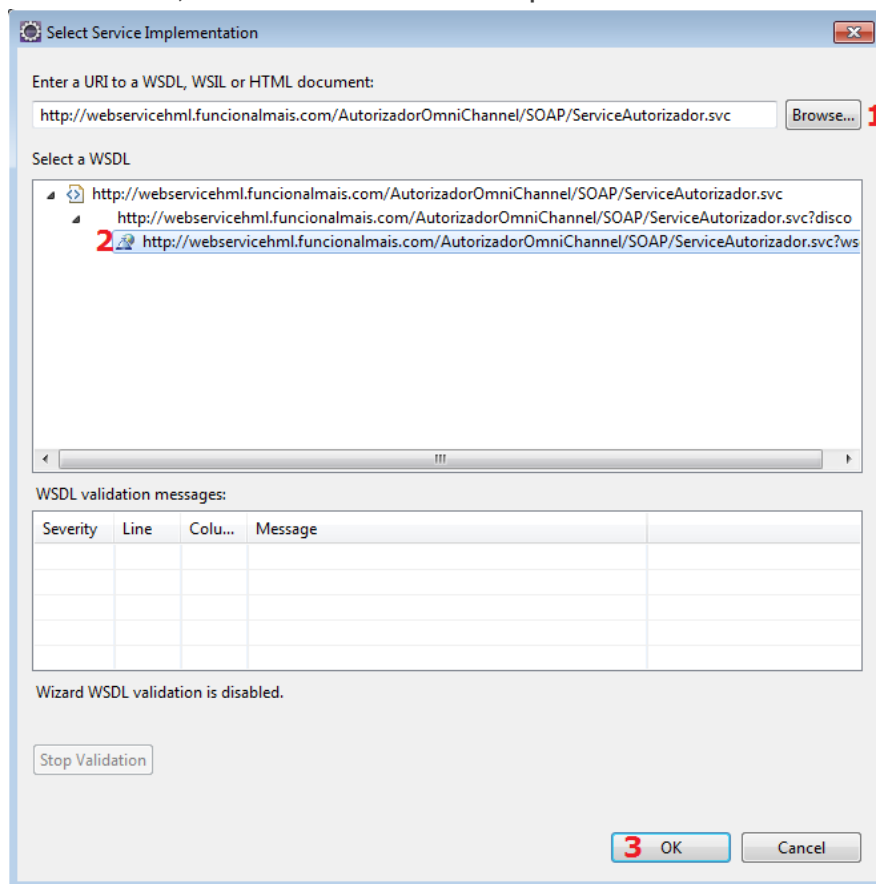 Select Service Implementation
Enter a URI to a WSDL, WSIL or HTML document:
http://webservicehml.funcionalmais.com/AutorizadorOmniChannel/SOAP/ServiceAutorizador.svc Browse... 1
Select a WSDL
http://webservicehml.funcionalmais.com/AutorizadorOmniChannel/SOAP/ServiceAutorizador.svc
http://webservicehml.funcionalmais.com/AutorizadorOmniChannel/SOAP/ServiceAutorizador.svc?disco
2 http://webservicehml.funcionalmais.com/AutorizadorOmniChannel/SOAP/ServiceAutorizador.svc?ws
WSDL validation messages:
Severity Line Colu... Message
Wizard WSDL validation is disabled.
Stop Validation
3 OK Cancel